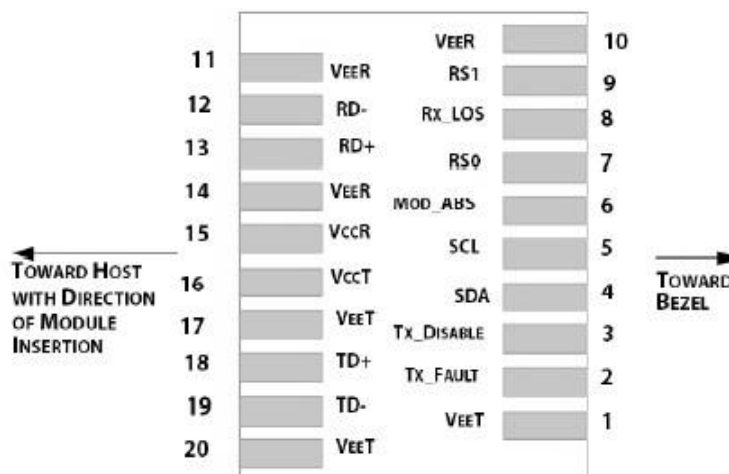 VEER 10
11 VEER
RS1 9
12 RD-
Rx_LOS 8
13 RD+
RS0 7
14 VEER
MOD_ABS 6
15 VCCR
SCL 5
TOWARD HOST
WITH DIRECTION
OF MODULE
INSERTION
TOWARD
BEZEL
16 VCCT
SDA 4
17 VEET
TX_DISABLE 3
18 TD+
TX_FAULT 2
19 TD-
VEET 1
20 VEET